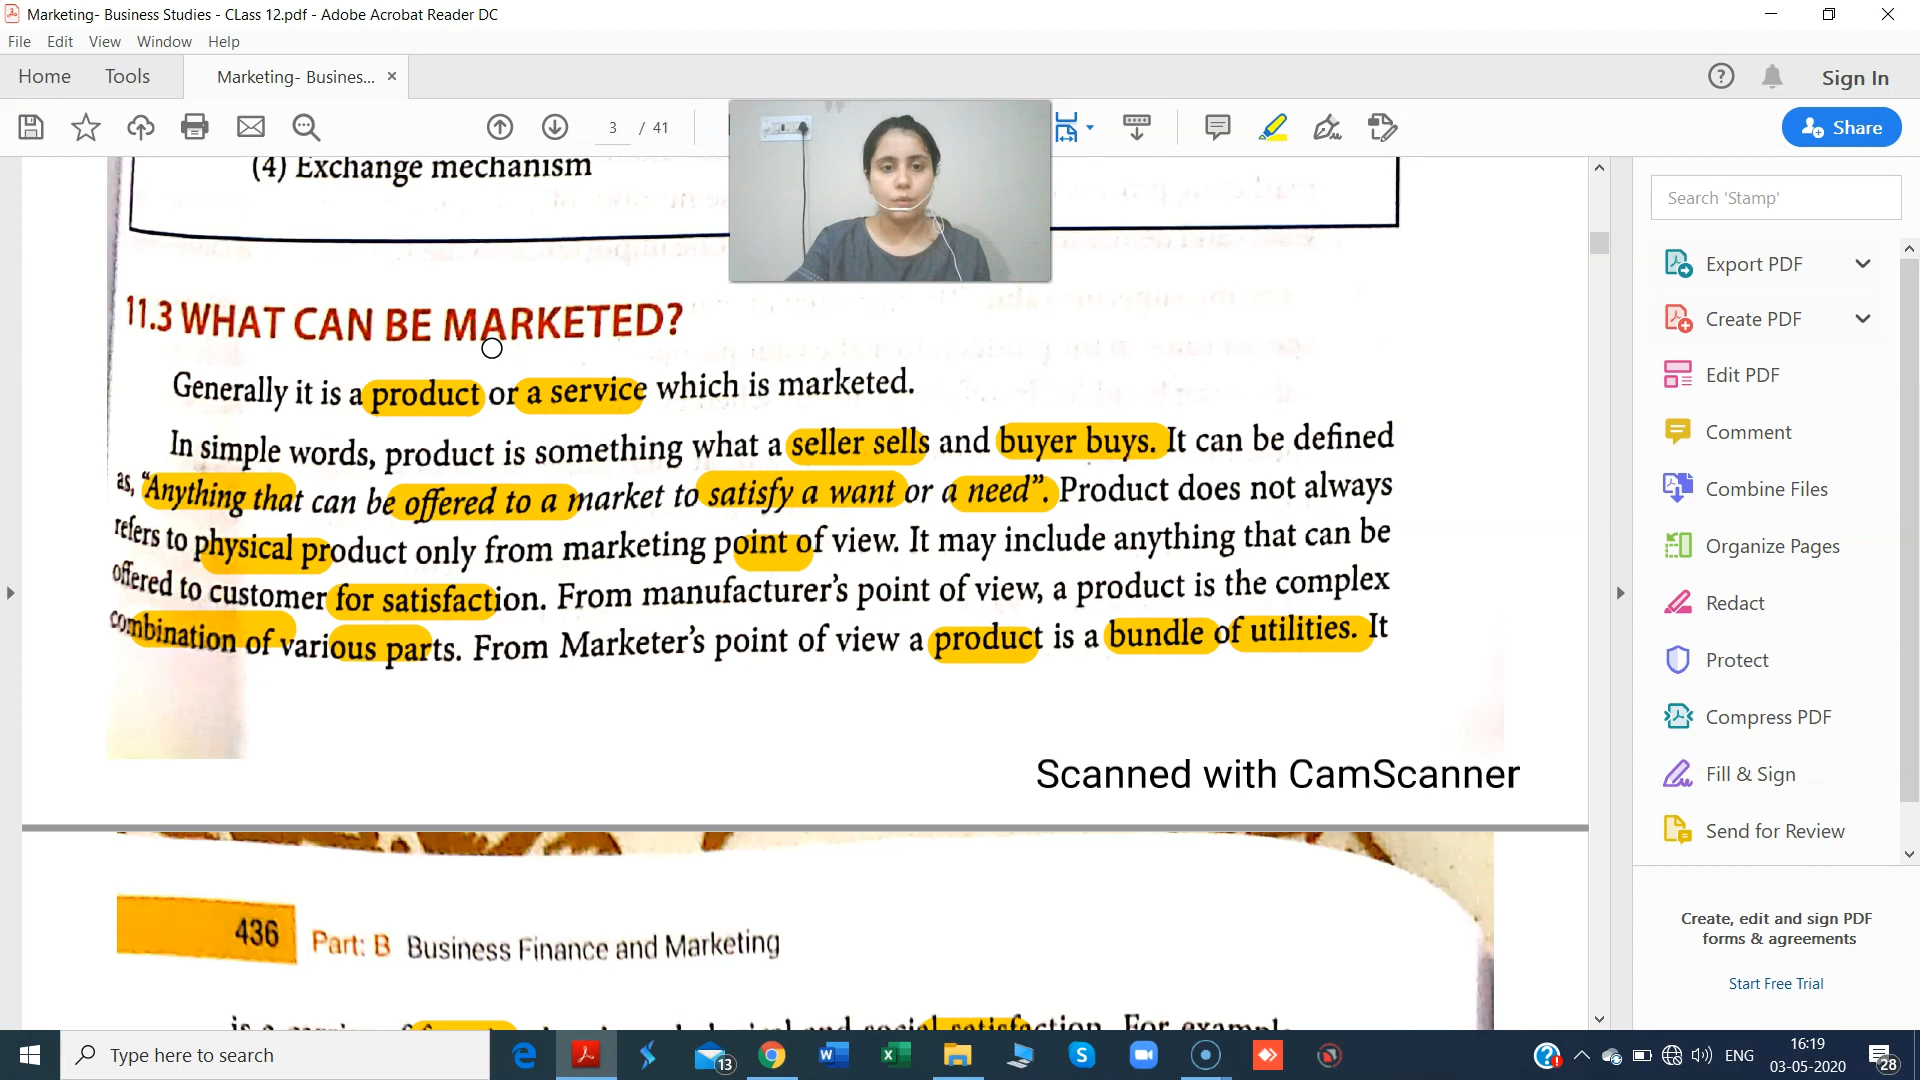 Marketing- Business Studies - CLass 12.pdf - Adobe Acrobat Reader DC
File Edit View Window Help
Home Tools Marketing- Busines... × Sign In
3 / 41 Share
(4) Exchange mechanism
11.3 WHAT CAN BE MARKETED?
Generally it is a product or a service which is marketed.
In simple words, product is something what a seller sells and buyer buys. It can be defined
as, “Anything that can be offered to a market to satisfy a want or a need”. Product does not always
refers to physical product only from marketing point of view. It may include anything that can be
offered to customer for satisfaction. From manufacturer’s point of view, a product is the complex
combination of various parts. From Marketer’s point of view a product is a bundle of utilities. It
Scanned with CamScanner
436 Part: B Business Finance and Marketing
social satisfaction. For example
Search 'Stamp'
Export PDF
Create PDF
Edit PDF
Comment
Combine Files
Organize Pages
Redact
Protect
Compress PDF
Fill & Sign
Send for Review
Create, edit and sign PDF
forms & agreements
Start Free Trial
Type here to search
13
ENG
16:19
03-05-2020
28